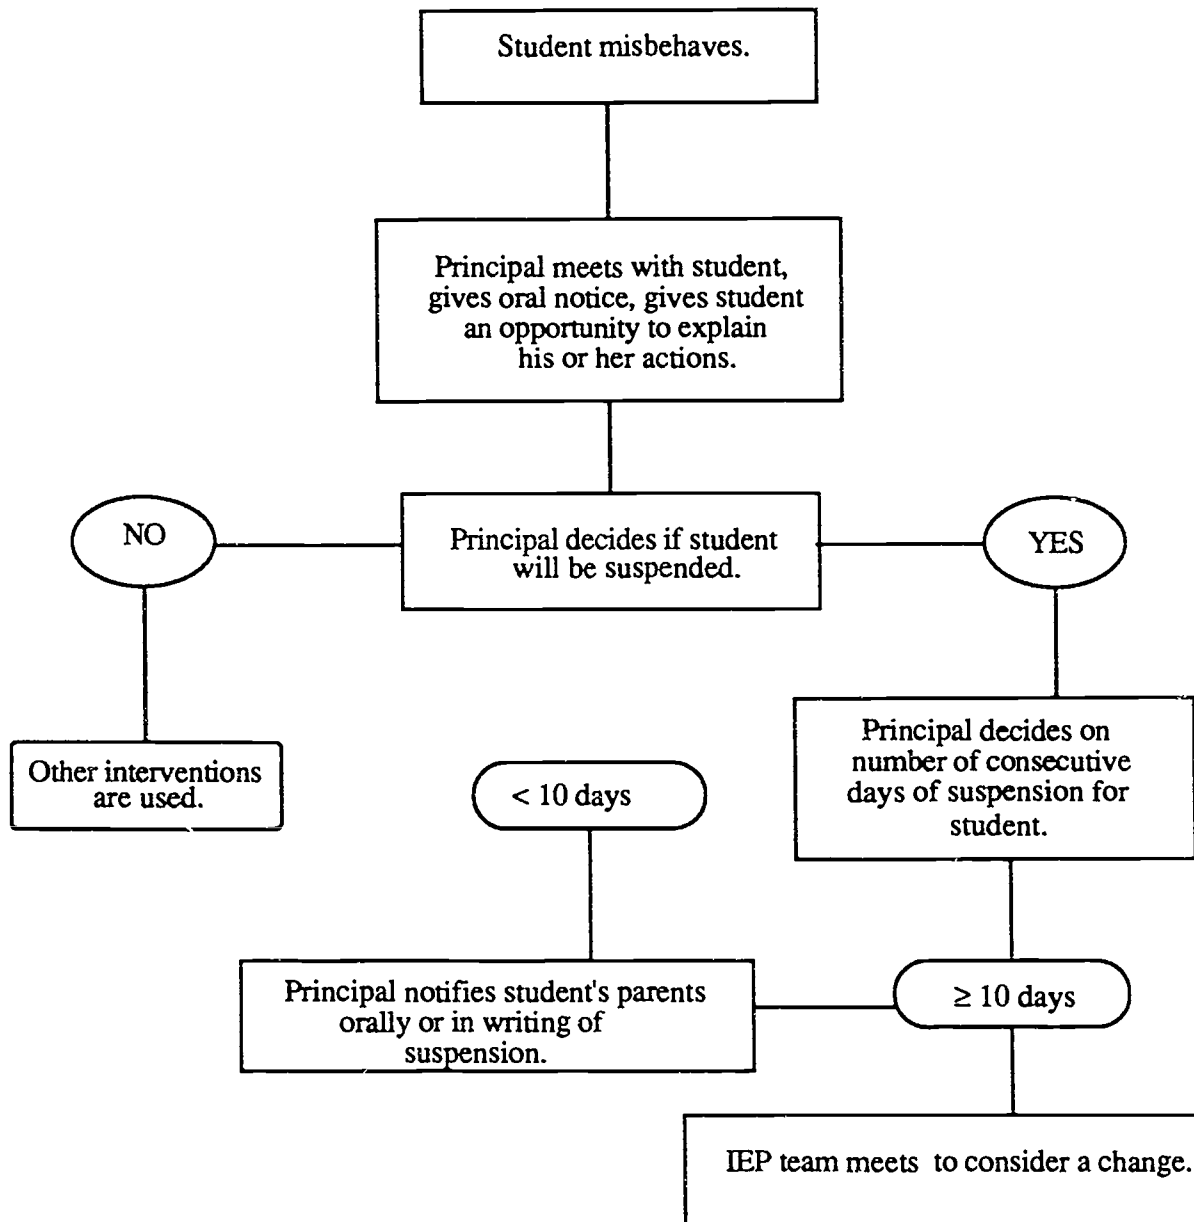 Student misbehaves.
Principal meets with student,
gives oral notice, gives student
an opportunity to explain
his or her actions.
NO
Principal decides if student
will be suspended.
YES
Other interventions
are used.
< 10 days
Principal decides on
number of consecutive
days of suspension for
student.
Principal notifies student's parents
orally or in writing of
suspension.
≥ 10 days
IEP team meets to consider a change.